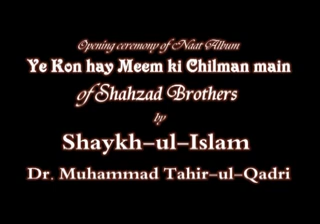 Opening ceremony of Naat Album
Ye Kon hay Meem ki Chilman main
of Shahzad Brothers
by
Shaykh-ul-Islam
Dr. Muhammad Tahir-ul-Qadri